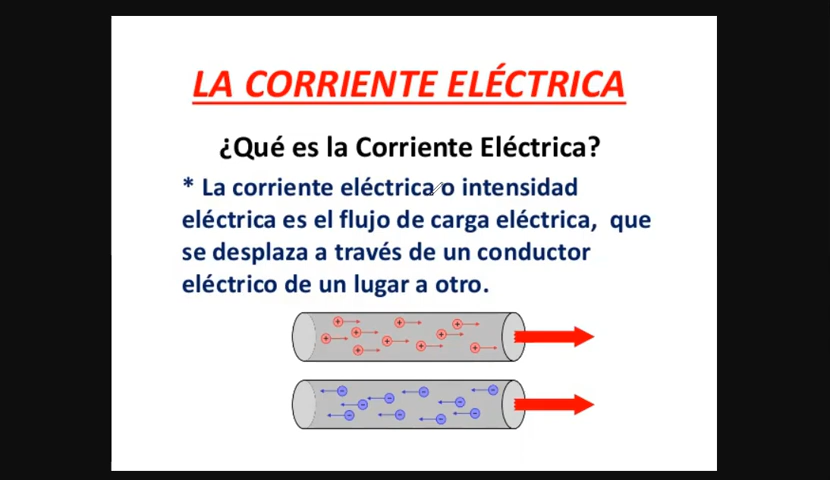 LA CORRIENTE ELÉCTRICA
¿Qué es la Corriente Eléctrica?
* La corriente eléctrica o intensidad
eléctrica es el flujo de carga eléctrica, que
se desplaza a través de un conductor
eléctrico de un lugar a otro.